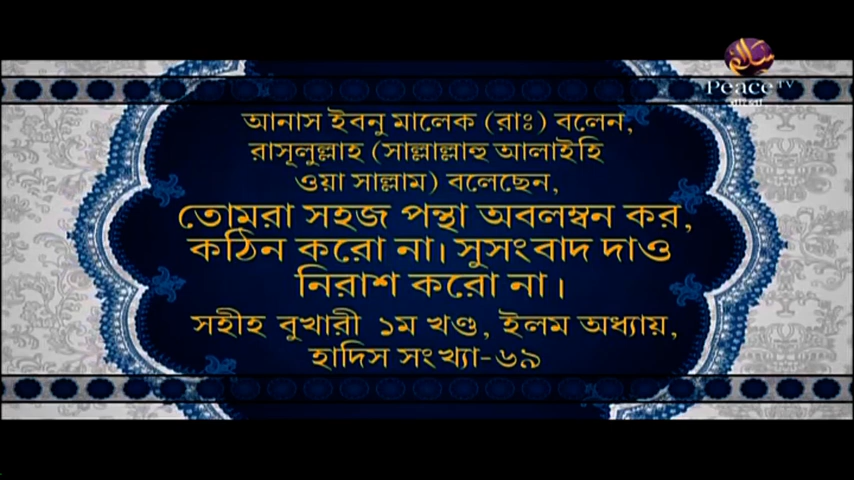 سلام
Peace TV
বাংলা
আনাস ইবনু মালেক (রাঃ) বলেন,
রাসূলুল্লাহ (সাল্লাল্লাহু আলাইহি
ওয়া সাল্লাম) বলেছেন,
তোমরা সহজ পন্থা অবলম্বন কর,
কঠিন করো না। সুসংবাদ দাও
নিরাশ করো না।
সহীহ বুখারী ১ম খণ্ড, ইলম অধ্যায়,
হাদিস সংখ্যা-৬৯